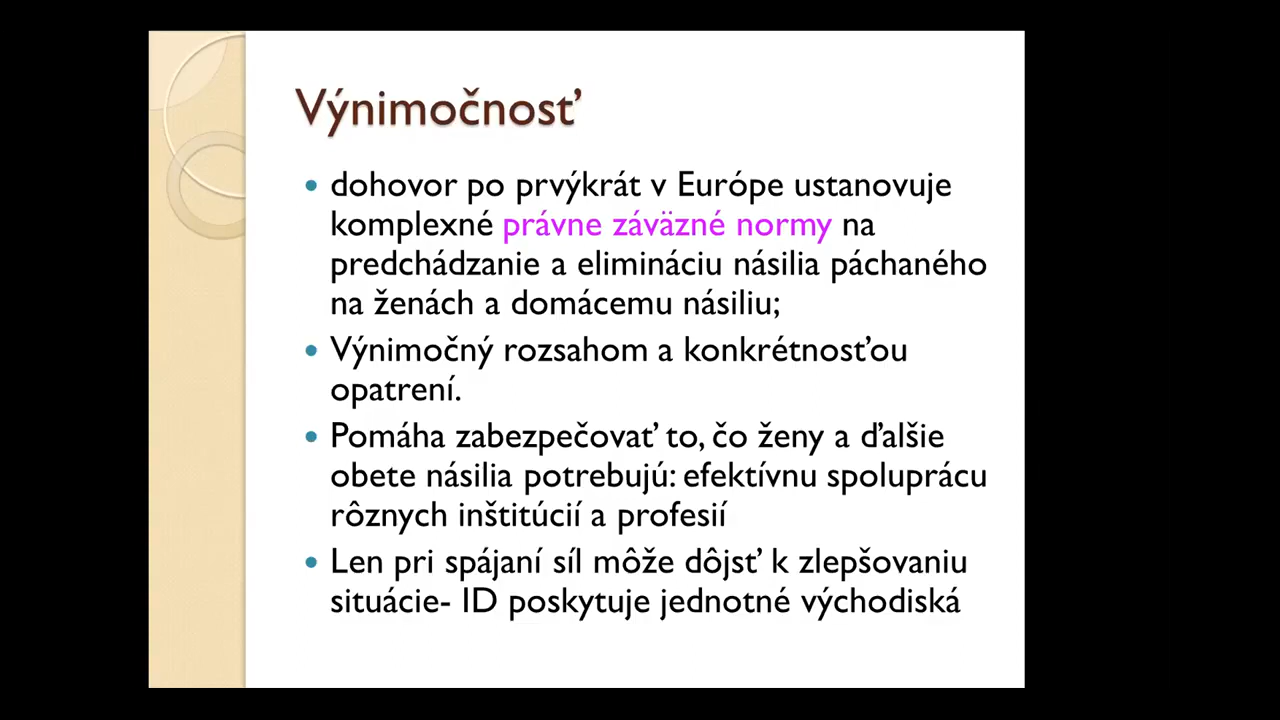 Výnimočnosť
• dohovor po prvýkrát v Európe ustanovuje
komplexné právne záväzné normy na
predchádzanie a elimináciu násilia páchaného
na ženách a domácemu násiliu;
• Výnimočný rozsahom a konkrétnosťou
opatrení.
• Pomáha zabezpečovať to, čo ženy a ďalšie
obete násilia potrebujú: efektívnu spoluprácu
rôznych inštitúcií a profesií
• Len pri spájaní síl môže dôjsť k zlepšovaniu
situácie- ID poskytuje jednotné východiská